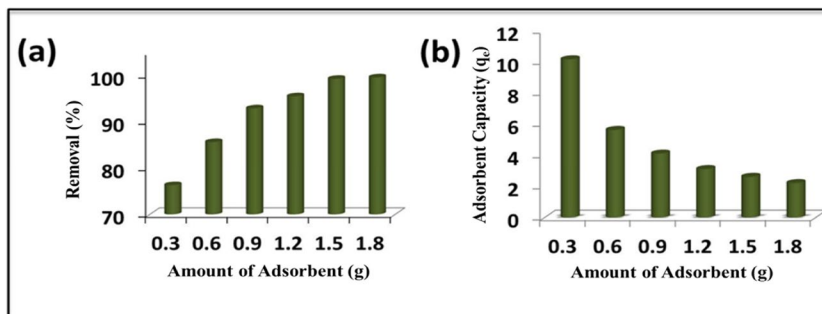 (a)
Removal (%)
100
90
80
70
0.3 0.6 0.9 1.2 1.5 1.8
Amount of Adsorbent (g)
(b)
Adsorbent Capacity (qe)
12
10
8
6
4
2
0
0.3 0.6 0.9 1.2 1.5 1.8
Amount of Adsorbent (g)